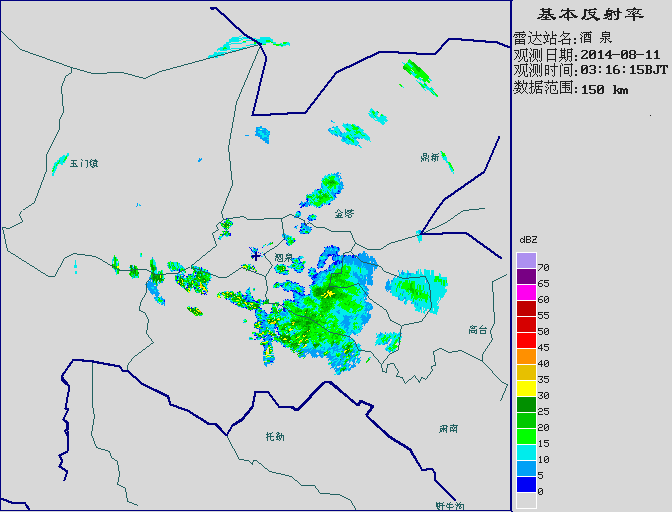 基本反射率
雷达站名:酒 泉
观测日期:2014-08-11
观测时间:03:16:15BJT
数据范围:150 km
鼎新
玉门镇
金塔
酒泉
dBZ
70
65
60
55
50
45
40
35
30
25
20
15
10
5
0
高台
肃南
托勒
野牛沟